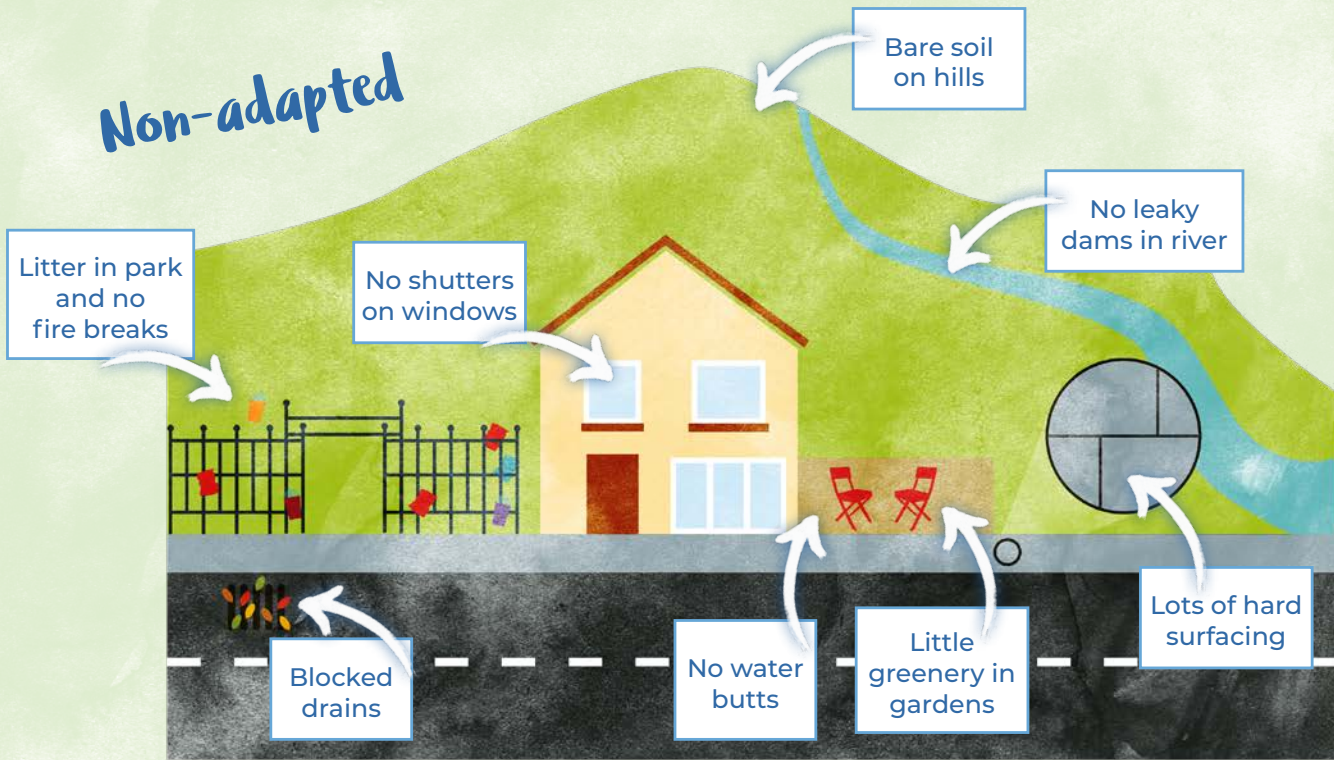 Non-adapted
Bare soil
on hills
No leaky
dams in river
Litter in park
and no
fire breaks
No shutters
on windows
Lots of hard
surfacing
Little
greenery in
gardens
No water
butts
Blocked
drains